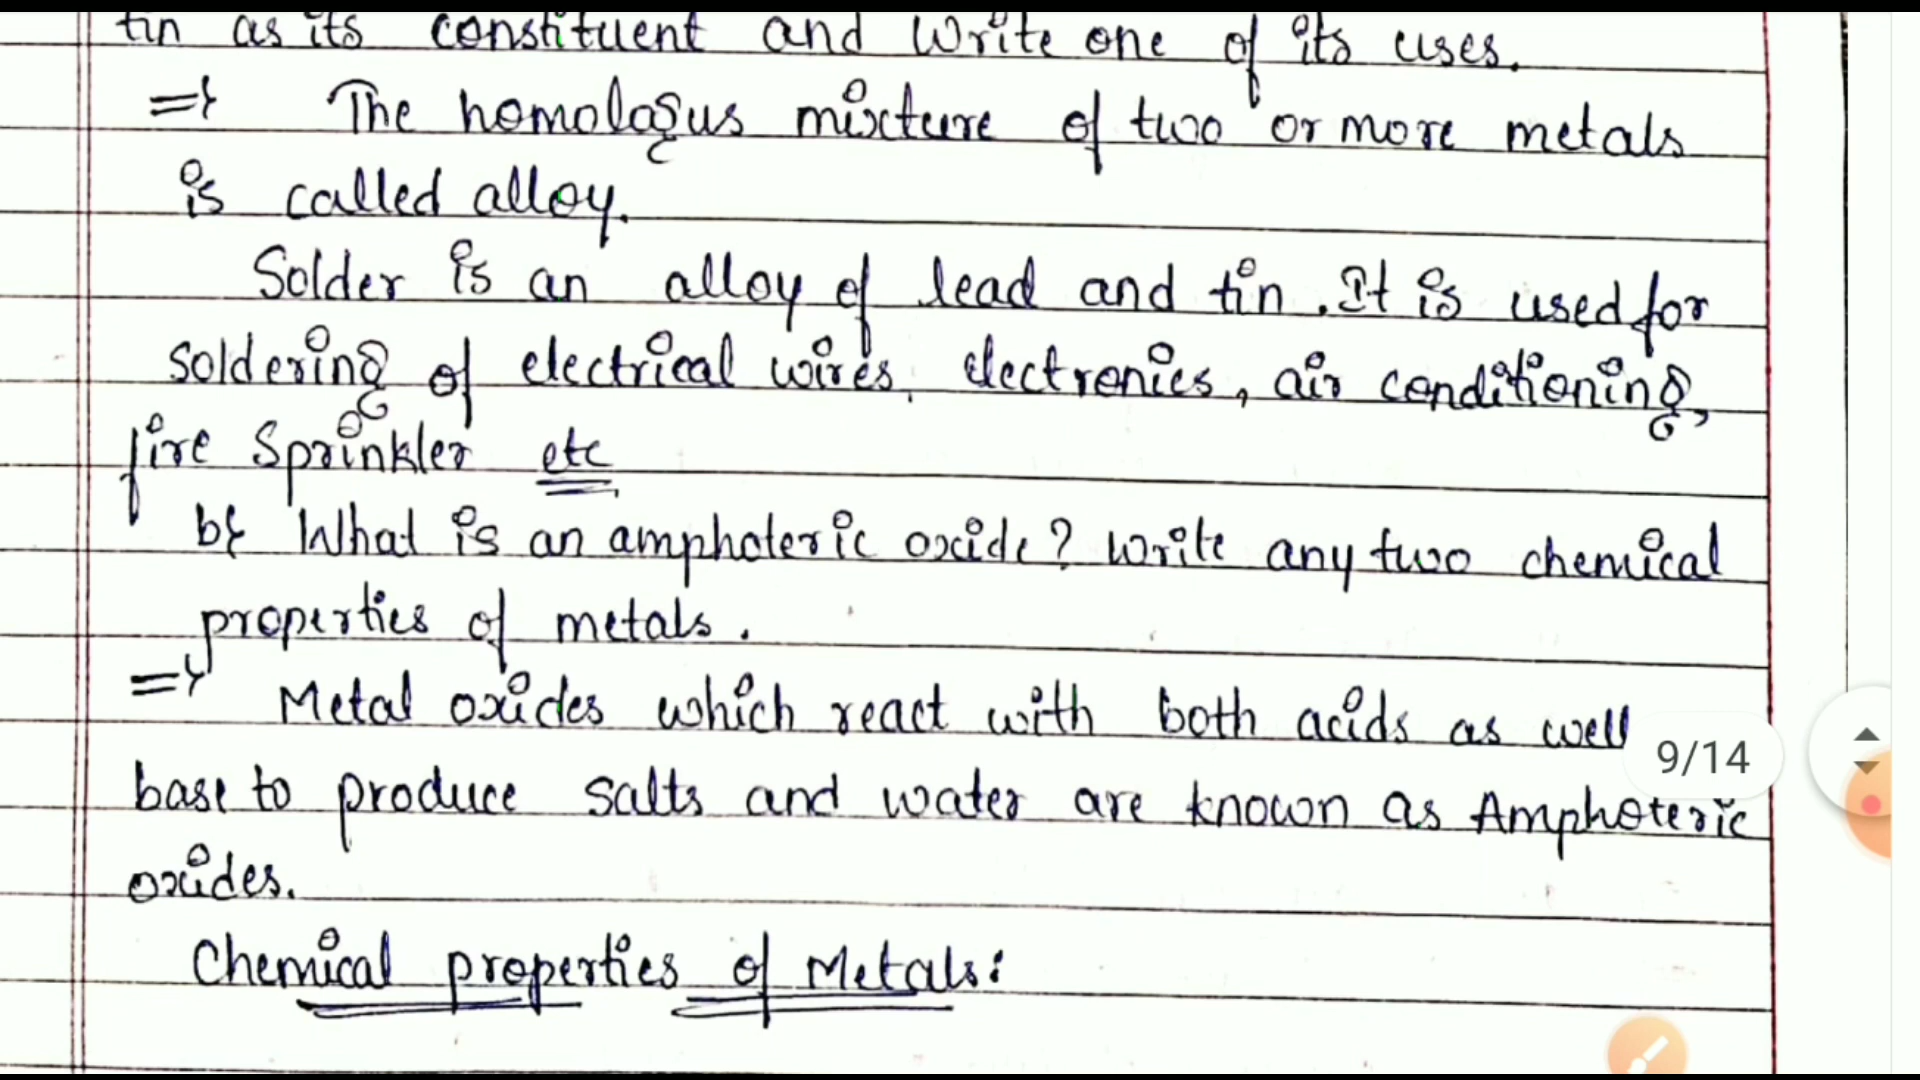 tin as its constituent and write one of its uses.
=} The homologus mixture of two or more metals
is called alloy.
Solder is an alloy of lead and tin. It is used for
soldering of electrical wires, electronics, air conditioning,
fire Sprinkler etc
b} What is an amphoteric oxide? Write any two chemical
properties of metals.
=} Metal oxides which react with both acids as well
base to produce salts and water are known as Amphoteric
oxides.
Chemical properties of Metals:
9/14